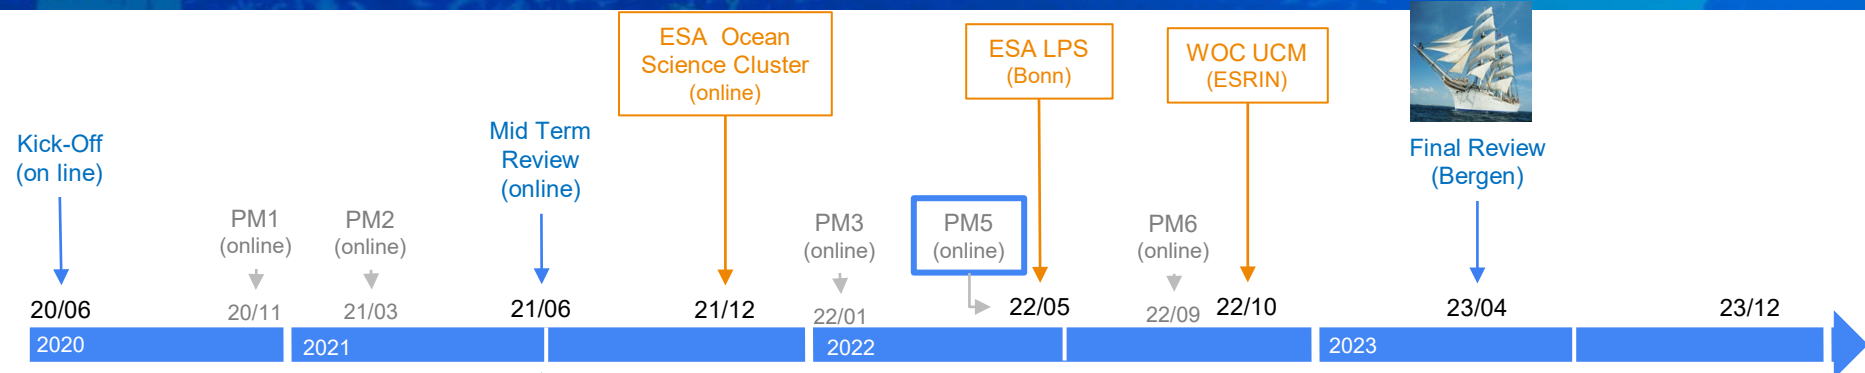 ESA Ocean
Science Cluster
(online)
ESA LPS
(Bonn)
WOC UCM
(ESRIN)
Kick-Off
(on line)
Mid Term
Review
(online)
Final Review
(Bergen)
PM1
(online)
PM2
(online)
PM3
(online)
PM5
(online)
PM6
(online)
20/06
20/11
21/03
21/06
21/12
22/01
22/05
22/09
22/10
23/04
23/12
2020
2021
2022
2023